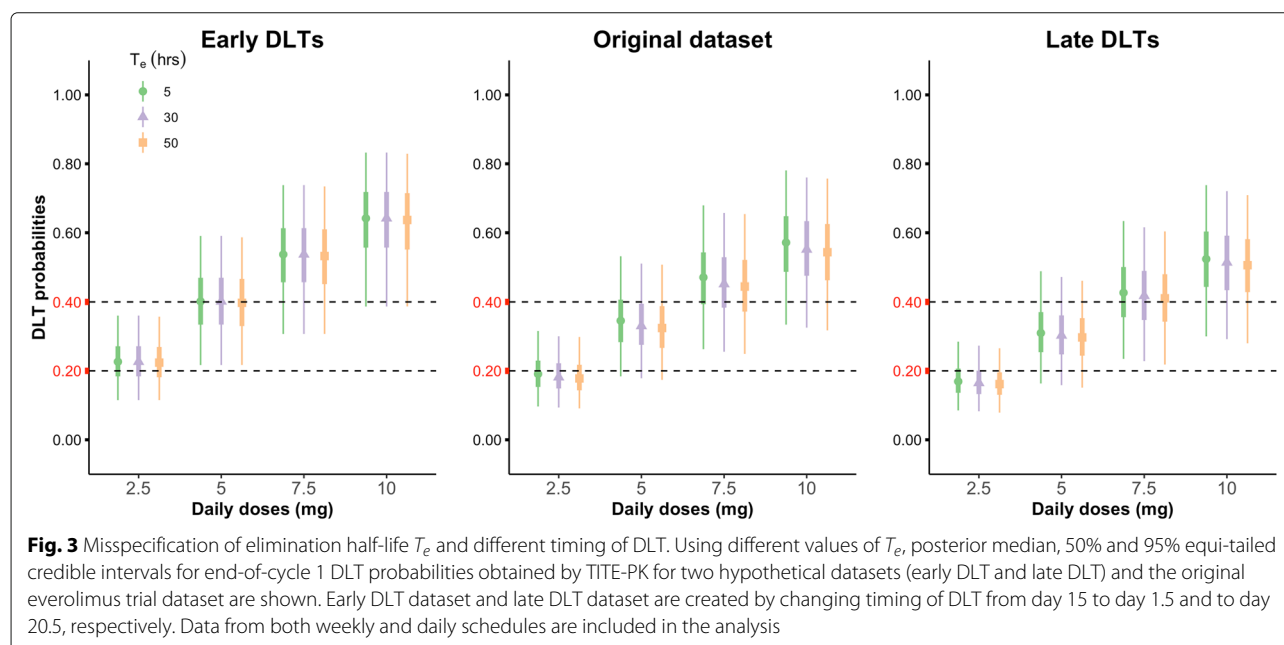 Early DLTs
Original dataset
Late DLTs
Tₑ (hrs)
5
30
50
DLT probabilities
1.00
0.80
0.60
0.40
0.20
0.00
2.5 5 7.5 10
Daily doses (mg)
1.00
0.80
0.60
0.40
0.20
0.00
2.5 5 7.5 10
Daily doses (mg)
1.00
0.80
0.60
0.40
0.20
0.00
2.5 5 7.5 10
Daily doses (mg)
Fig. 3 Misspecification of elimination half-life Tₑ and different timing of DLT. Using different values of Tₑ, posterior median, 50% and 95% equi-tailed
credible intervals for end-of-cycle 1 DLT probabilities obtained by TITE-PK for two hypothetical datasets (early DLT and late DLT) and the original
everolimus trial dataset are shown. Early DLT dataset and late DLT dataset are created by changing timing of DLT from day 15 to day 1.5 and to day
20.5, respectively. Data from both weekly and daily schedules are included in the analysis